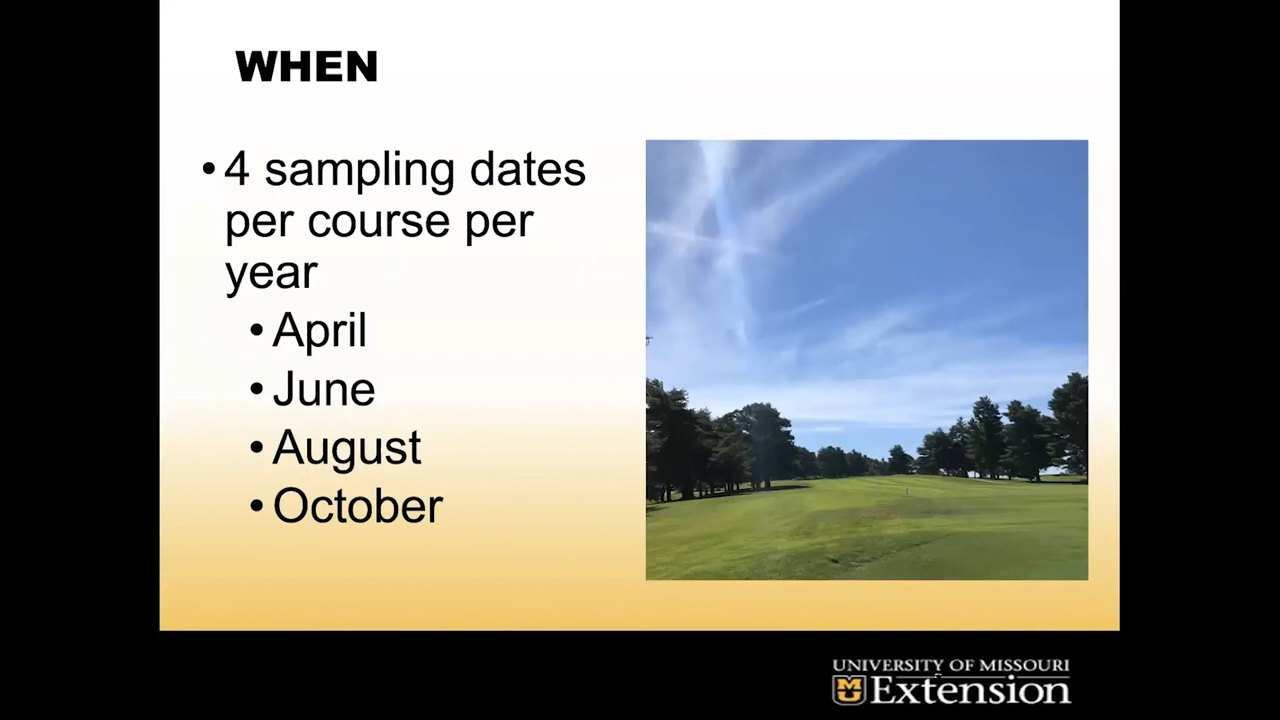 WHEN
• 4 sampling dates
per course per
year
• April
• June
• August
• October
UNIVERSITY OF MISSOURI
Extension